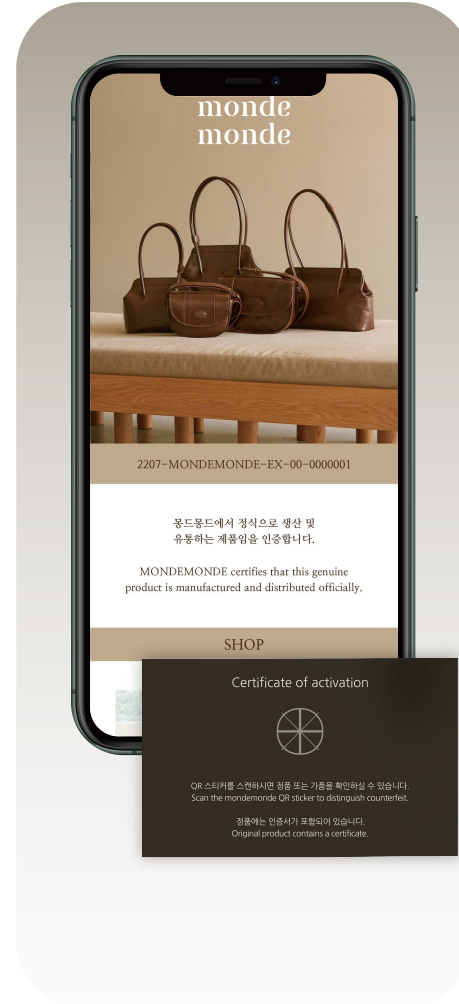 monde
monde
2207-MONDEMONDE-EX-00-0000001
몽드몽드에서 정식으로 생산 및
유통하는 제품임을 인증합니다.
MONDEMONDE certifies that this genuine
product is manufactured and distributed officially.
SHOP
Certificate of activation
QR 스티커를 스캔하시면 정품 또는 가품을 확인하실 수 있습니다.
Scan the mondemonde QR sticker to distinguish counterfeit.
정품에는 인증서가 포함되어 있습니다.
Original product contains a certificate.